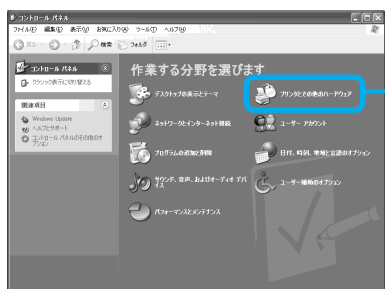 コントロール パネル
ファイル(F) 編集(E) 表示(V) お気に入り(A) ツール(T) ヘルプ(H)
戻る 検索 フォルダ
コントロール パネル
クラシック表示に切り替える
関連項目
Windows Update
ヘルプとサポート
コントロール パネルのその他のオプション
作業する分野を選びます
デスクトップの表示とテーマ
プリンタとその他のハードウェア
ネットワークとインターネット接続
ユーザー アカウント
プログラムの追加と削除
日付、時刻、地域と言語のオプション
サウンド、音声、およびオーディオ デバ
イス
ユーザー補助のオプション
パフォーマンスとメンテナンス